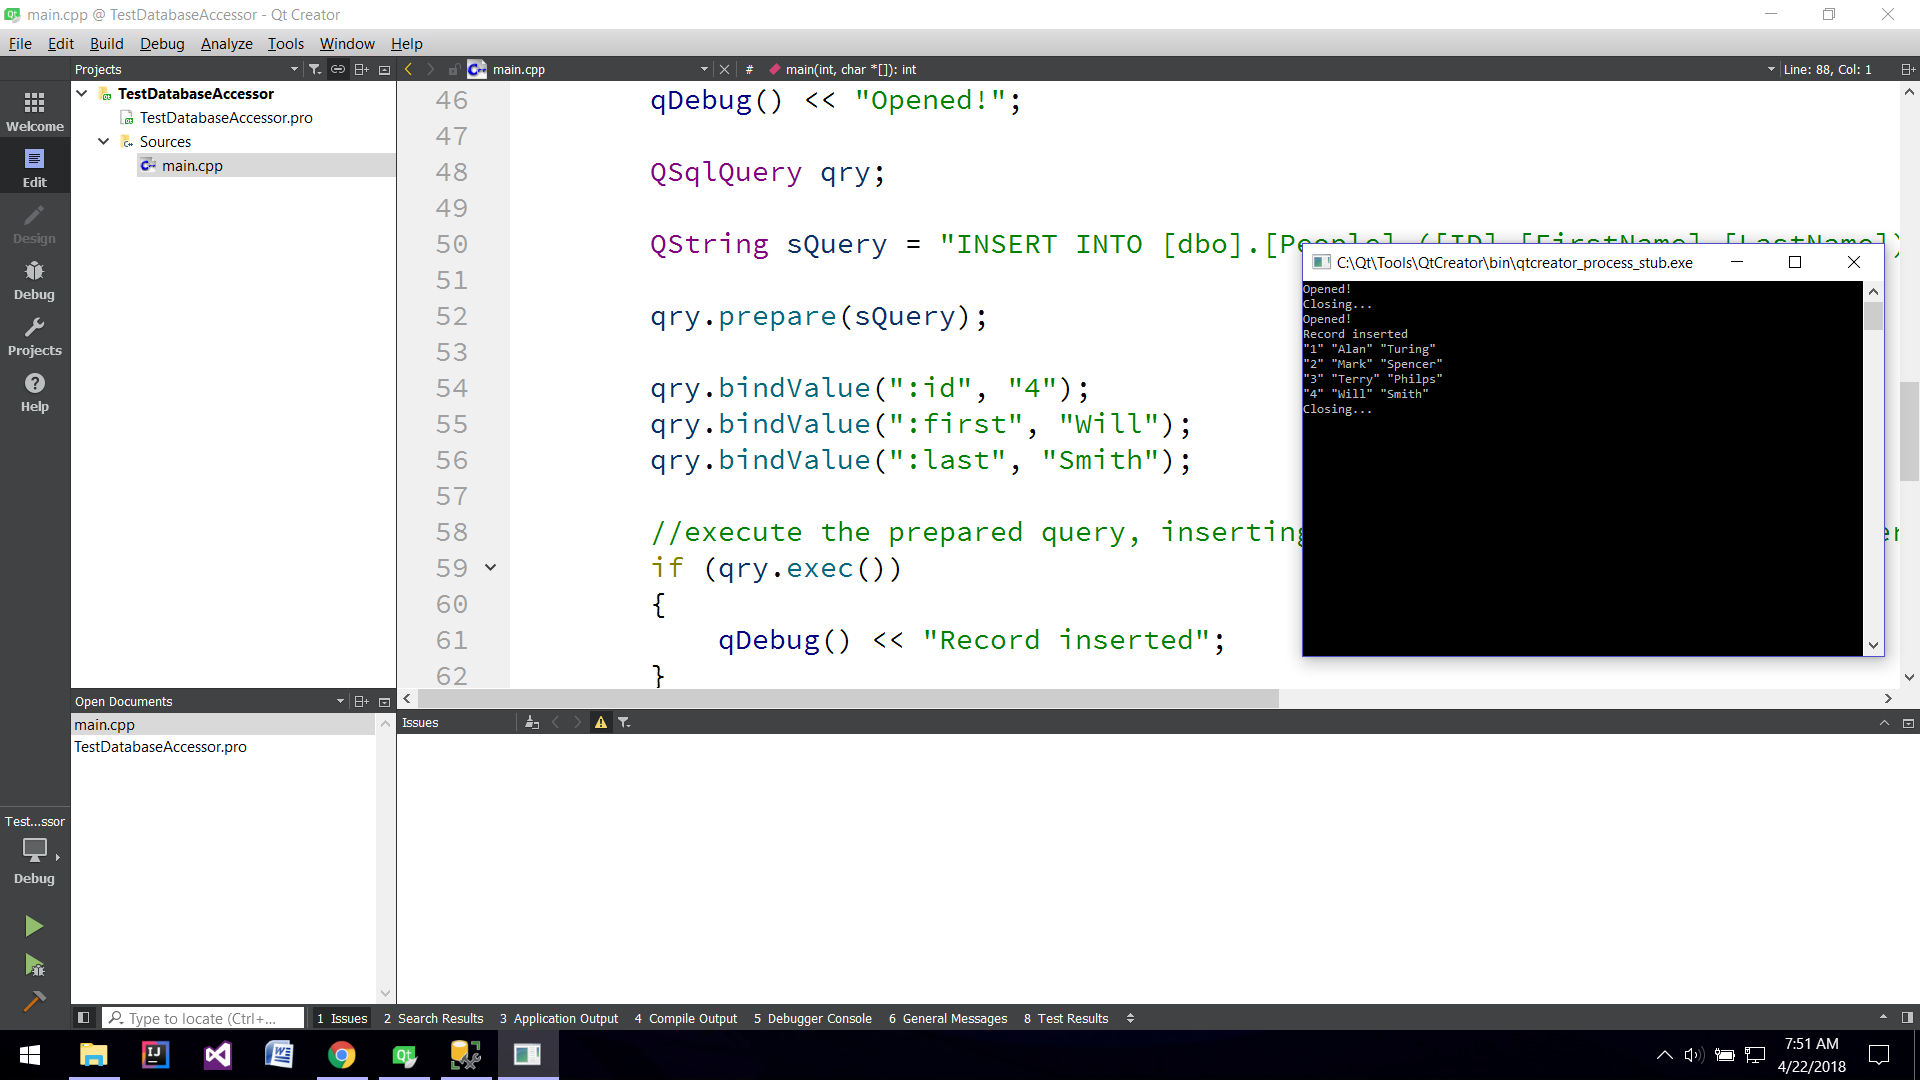 main.cpp @ TestDatabaseAccessor - Qt Creator
File Edit Build Debug Analyze Tools Window Help
Projects
main.cpp
# main(int, char *[]): int
Line: 88, Col: 1
Welcome
Edit
Design
Debug
Projects
Help
TestDatabaseAccessor
TestDatabaseAccessor.pro
Sources
main.cpp
46 qDebug() << "Opened!";
47
48 QSqlQuery qry;
49
50 QString sQuery = "INSERT INTO [dbo].[People] ([ID],[FirstName],[LastName])
51
52 qry.prepare(sQuery);
53
54 qry.bindValue(":id", "4");
55 qry.bindValue(":first", "Will");
56 qry.bindValue(":last", "Smith");
57
58 //execute the prepared query, inserting
59 if (qry.exec())
60 {
61 qDebug() << "Record inserted";
62 }
C:\Qt\Tools\QtCreator\bin\qtcreator_process_stub.exe
Opened!
Closing...
Opened!
Record inserted
"1" "Alan" "Turing"
"2" "Mark" "Spencer"
"3" "Terry" "Philps"
"4" "Will" "Smith"
Closing...
Open Documents
main.cpp
TestDatabaseAccessor.pro
Issues
Test...ssor
Debug
Type to locate (Ctrl+...
1 Issues 2 Search Results 3 Application Output 4 Compile Output 5 Debugger Console 6 General Messages 8 Test Results
7:51 AM
4/22/2018